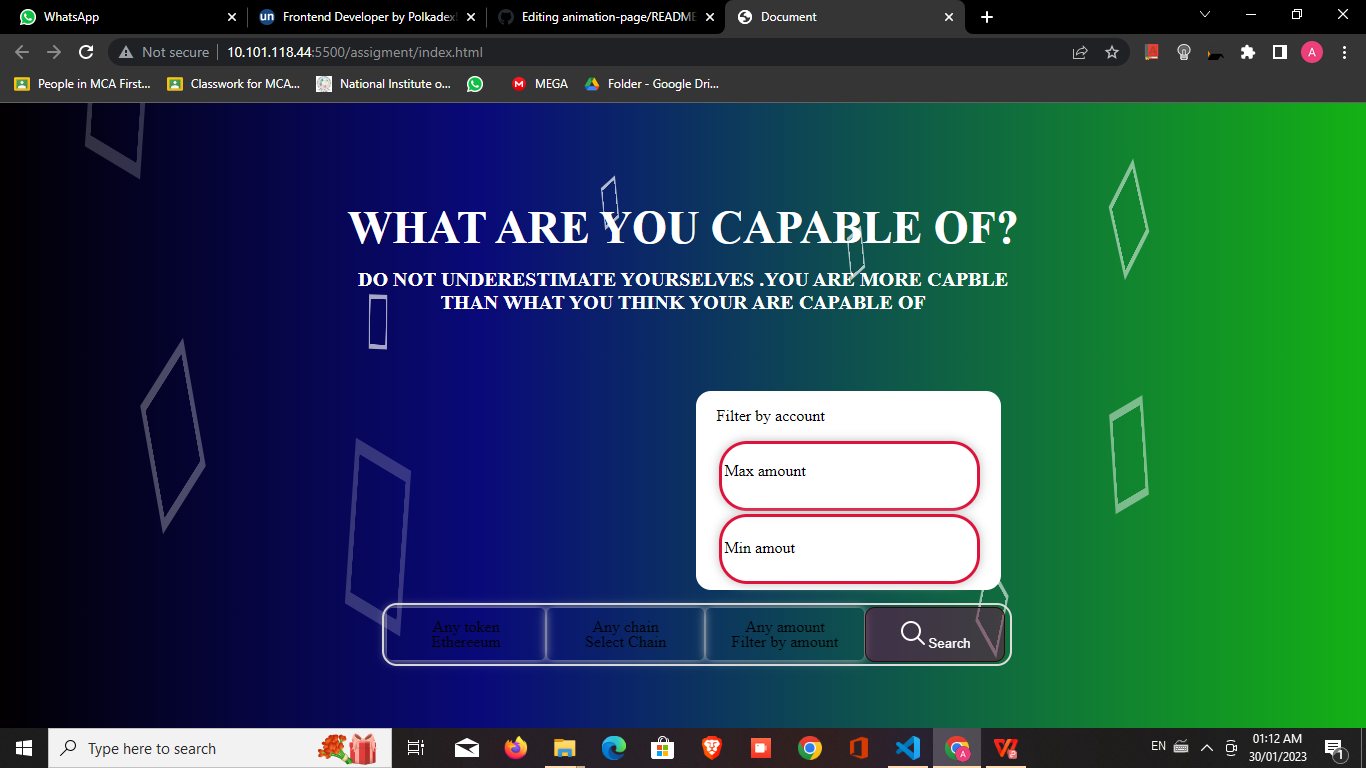 WhatsApp
Frontend Developer by Polkadex
Editing animation-page/README
Document
Not secure
10.101.118.44:5500/assigment/index.html
A
People in MCA First...
Classwork for MCA...
National Institute o...
MEGA
Folder - Google Dri...
WHAT ARE YOU CAPABLE OF?
DO NOT UNDERESTIMATE YOURSELVES .YOU ARE MORE CAPBLE
THAN WHAT YOU THINK YOUR ARE CAPABLE OF
Filter by account
Max amount
Min amout
Any token
Ethereeum
Any chain
Select Chain
Any amount
Filter by amount
Search
Type here to search
EN
01:12 AM
30/01/2023
1